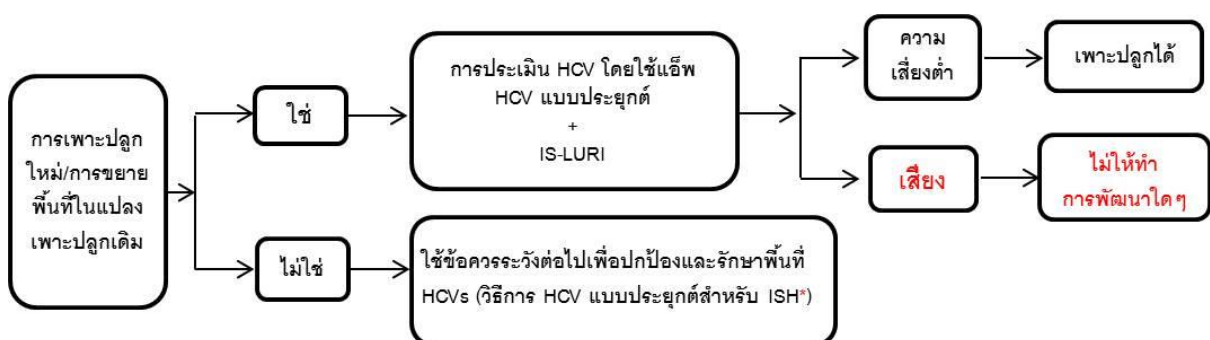 การเพาะปลูก
ใหม่/การขยาย
พื้นที่ในแปลง
เพาะปลูกเดิม
ใช่
การประเมิน HCV โดยใช้แอ็พ
HCV แบบประยุกต์
+
IS-LURI
ความ
เสี่ยงต่ำ
เพาะปลูกได้
เสี่ยง
ไม่ให้ทำ
การพัฒนาใดๆ
ไม่ใช่
ใช้ข้อควรระวังต่อไปเพื่อปกป้องและรักษาพื้นที่
HCVs (วิธีการ HCV แบบประยุกต์สำหรับ ISH*)